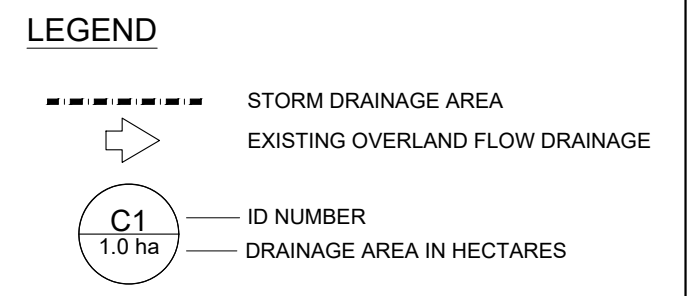 LEGEND
STORM DRAINAGE AREA
EXISTING OVERLAND FLOW DRAINAGE
C1 ID NUMBER
1.0 ha DRAINAGE AREA IN HECTARES